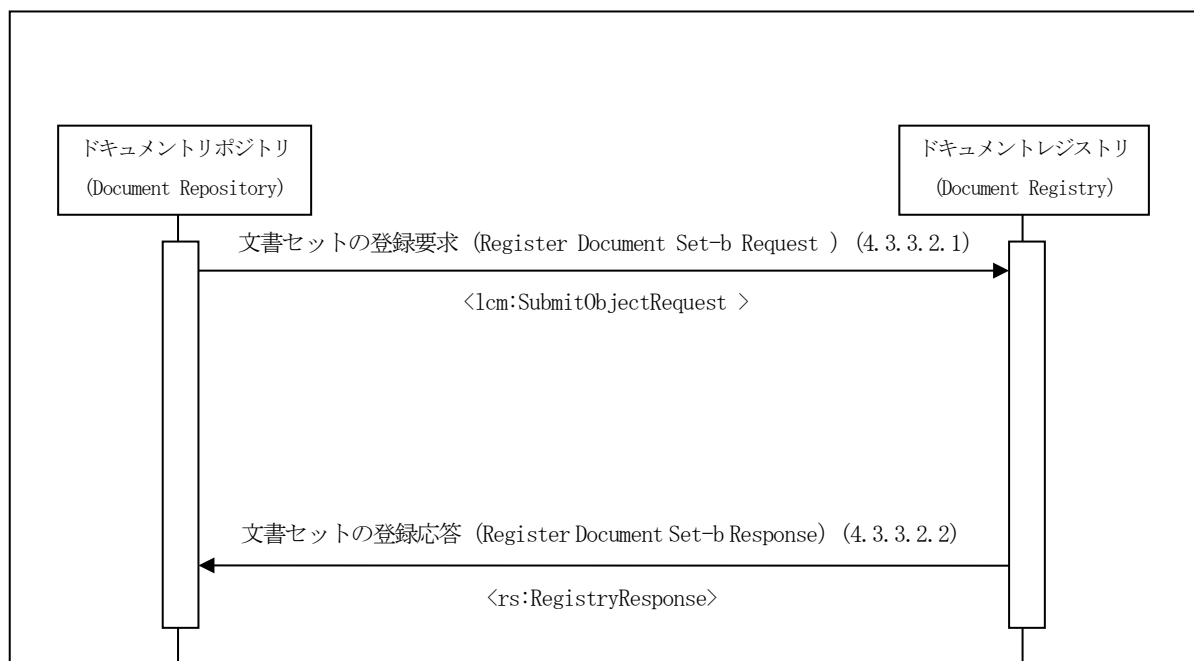 ドキュメントリポジトリ
(Document Repository)
ドキュメントレジストリ
(Document Registry)
文書セットの登録要求 (Register Document Set-b Request ) (4.3.3.2.1)
<lcm:SubmitObjectRequest >
文書セットの登録応答 (Register Document Set-b Response) (4.3.3.2.2)
<rs:RegistryResponse>